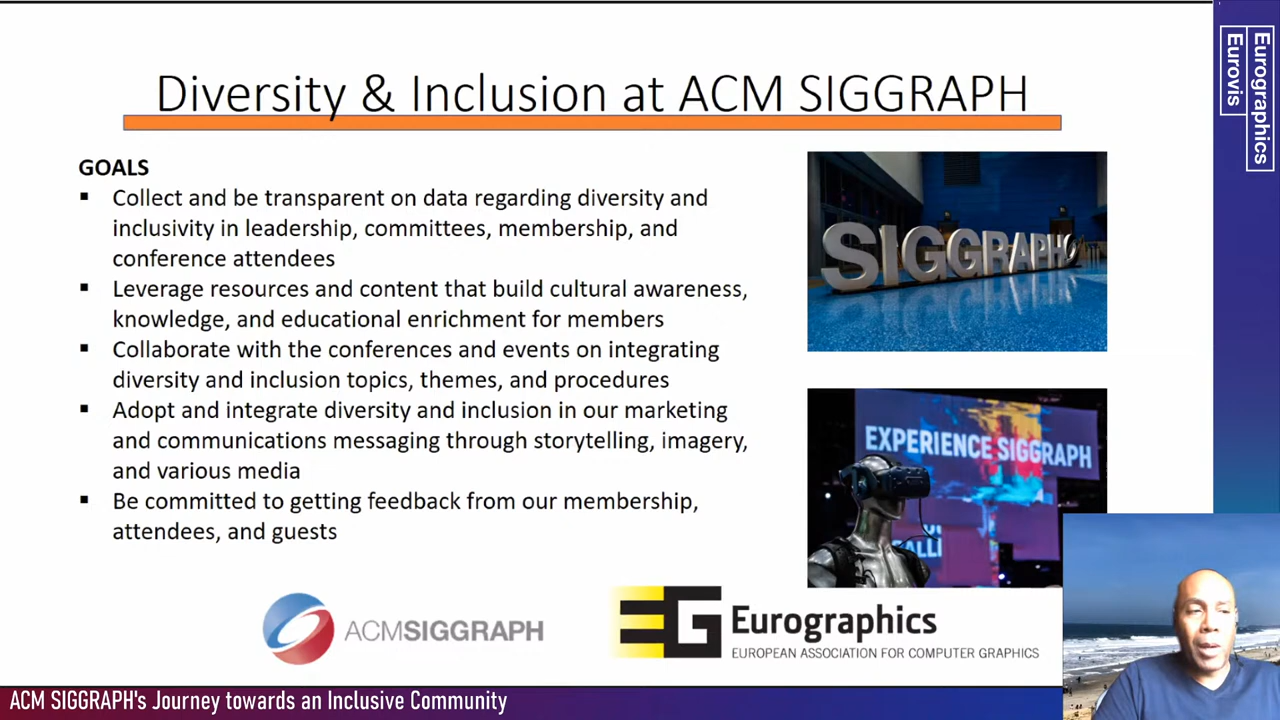 Diversity & Inclusion at ACM SIGGRAPH
GOALS
▪ Collect and be transparent on data regarding diversity and
inclusivity in leadership, committees, membership, and
conference attendees
▪ Leverage resources and content that build cultural awareness,
knowledge, and educational enrichment for members
▪ Collaborate with the conferences and events on integrating
diversity and inclusion topics, themes, and procedures
▪ Adopt and integrate diversity and inclusion in our marketing
and communications messaging through storytelling, imagery,
and various media
▪ Be committed to getting feedback from our membership,
attendees, and guests
SIGGRAPH
EXPERIENCE SIGGRAPH
ACMSIGGRAPH
EG Eurographics
EUROPEAN ASSOCIATION FOR COMPUTER GRAPHICS
Eurographics
Eurovis
ACM SIGGRAPH's Journey towards an Inclusive Community